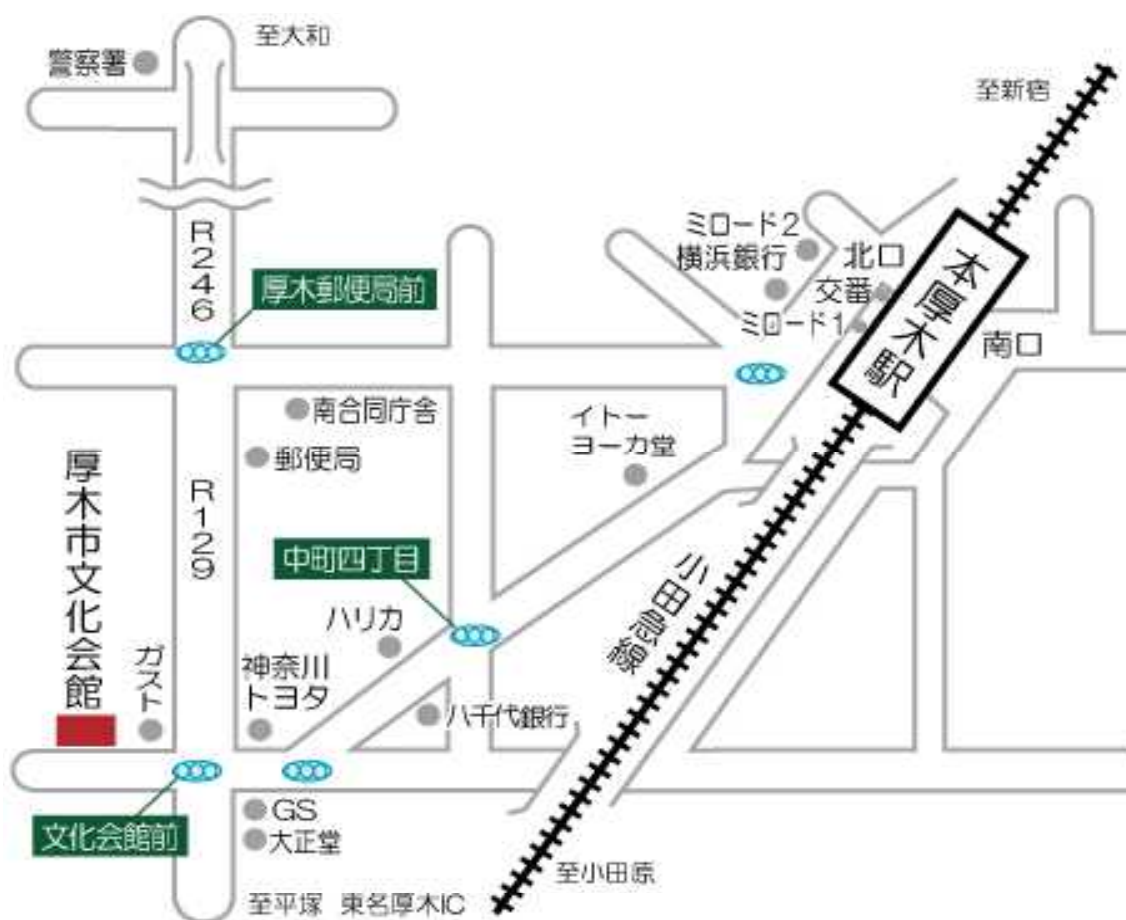 至大和
警察署
至新宿
R246
厚木郵便局前
ミロード2
横浜銀行
北口
交番
ミロード1
本厚木駅
南口
南合同庁舎
郵便局
イトー
ヨーカ堂
厚木市文化会館
R129
中町四丁目
ハリカ
小田急線
ガスト
神奈川
トヨタ
八千代銀行
文化会館前
GS
大正堂
至小田原
至平塚 東名厚木IC